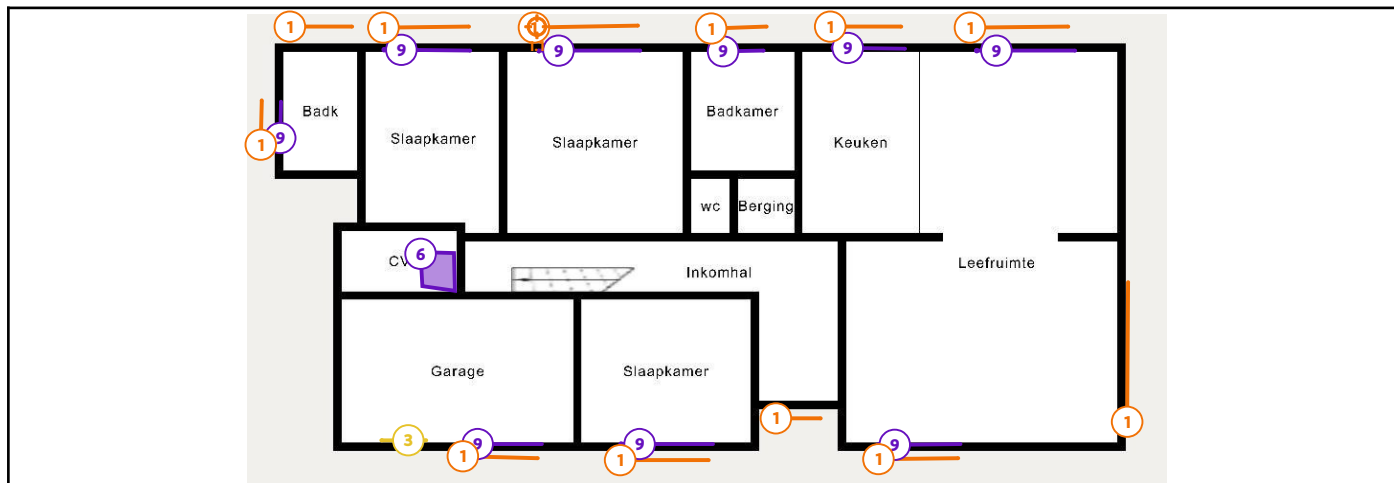 1 1 1 1 1 1
9 9 9 9 9
Badk Slaapkamer Slaapkamer Badkamer Keuken
1 9
wc Berging
CV 6 Inkomhal Leefruimte
Garage Slaapkamer
1 1
3 9 9 9
1 1 1